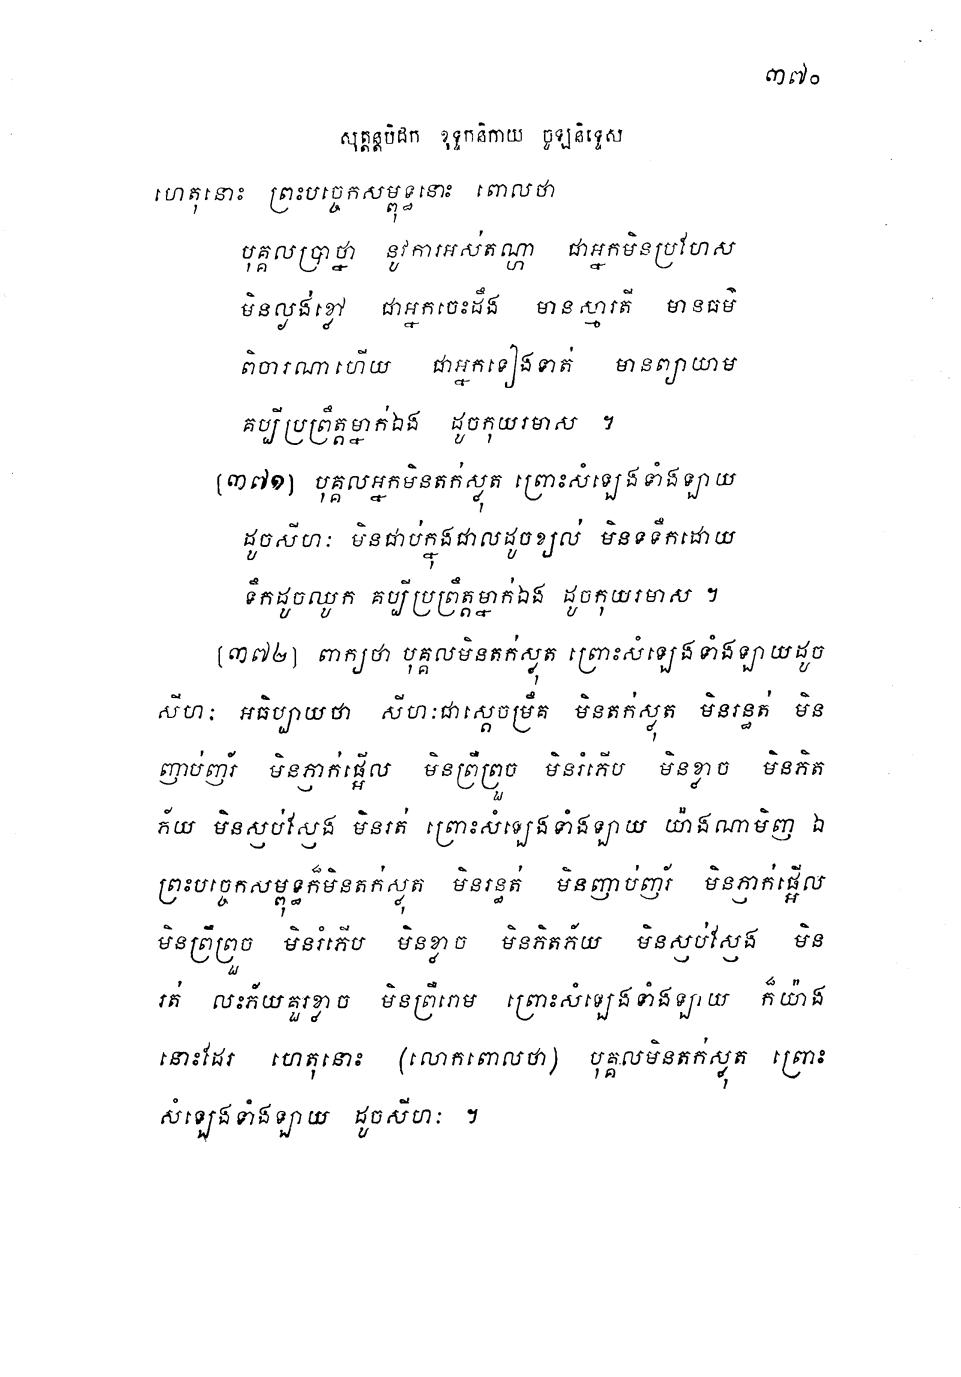 ៣៧០
សុត្តន្តបិដក ខុទ្ទកនិកាយ ចូឡនិទ្ទេស
ហេតុនោះ ព្រះបច្ចេកសម្ពុទ្ធនោះ ពោលថា
បុគ្គលប្រាថ្នា នូវការអស់តណ្ហា ជាអ្នកមិនប្រហែស
មិនល្ងង់ខ្លៅ ជាអ្នកចេះដឹង មានស្មារតី មានធម៌
ពិចារណាហើយ ជាអ្នកទៀងទាត់ មានព្យាយាម
គប្បីប្រព្រឹត្តម្នាក់ឯង ដូចកុយរមាស ។
(៣៧១) បុគ្គលអ្នកមិនតក់ស្លុត ព្រោះសំឡេងទាំងឡាយ
ដូចសីហៈ មិនជាប់ក្នុងជាលដូចខ្យល់ មិនទទឹកដោយ
ទឹកដូចឈូក គប្បីប្រព្រឹត្តម្នាក់ឯង ដូចកុយរមាស ។
(៣៧២) ពាក្យថា បុគ្គលមិនតក់ស្លុត ព្រោះសំឡេងទាំងឡាយដូច
សីហៈ អធិប្បាយថា សីហៈជាស្តេចម្រឹគ មិនតក់ស្លុត មិនរន្ធត់ មិន
ញាប់ញ័រ មិនភ្ញាក់ផ្អើល មិនព្រឺព្រួច មិនរំភើប មិនខ្លាច មិនភិត
ភ័យ មិនស្ញប់ស្ញែង មិនរត់ ព្រោះសំឡេងទាំងឡាយ យ៉ាងណាមិញ ឯ
ព្រះបច្ចេកសម្ពុទ្ធក៏មិនតក់ស្លុត មិនរន្ធត់ មិនញាប់ញ័រ មិនភ្ញាក់ផ្អើល
មិនព្រឺព្រួច មិនរំភើប មិនខ្លាច មិនភិតភ័យ មិនស្ញប់ស្ញែង មិន
រត់ លះភ័យគួរខ្លាច មិនព្រឺរោម ព្រោះសំឡេងទាំងឡាយ ក៏យ៉ាង
នោះដែរ ហេតុនោះ (លោកពោលថា) បុគ្គលមិនតក់ស្លុត ព្រោះ
សំឡេងទាំងឡាយ ដូចសីហៈ ។